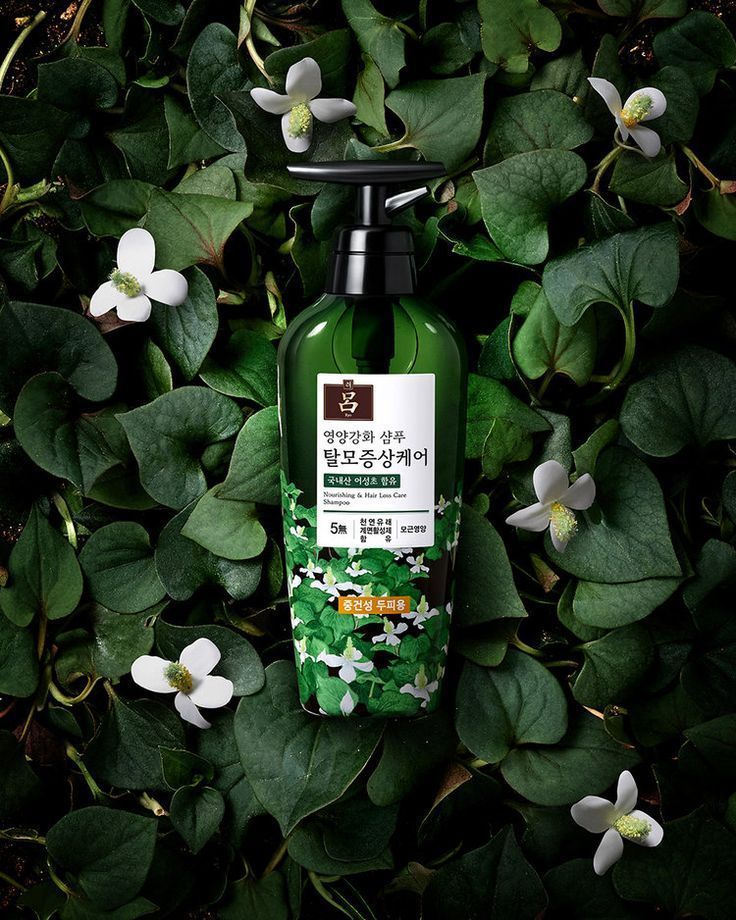 려
呂
Ryo
영양강화 샴푸
탈모증상케어
국내산 어성초 함유
Nourishing & Hair Loss Care
Shampoo
5無
천연유래
계면활성제
함유
모근영양
중건성 두피용